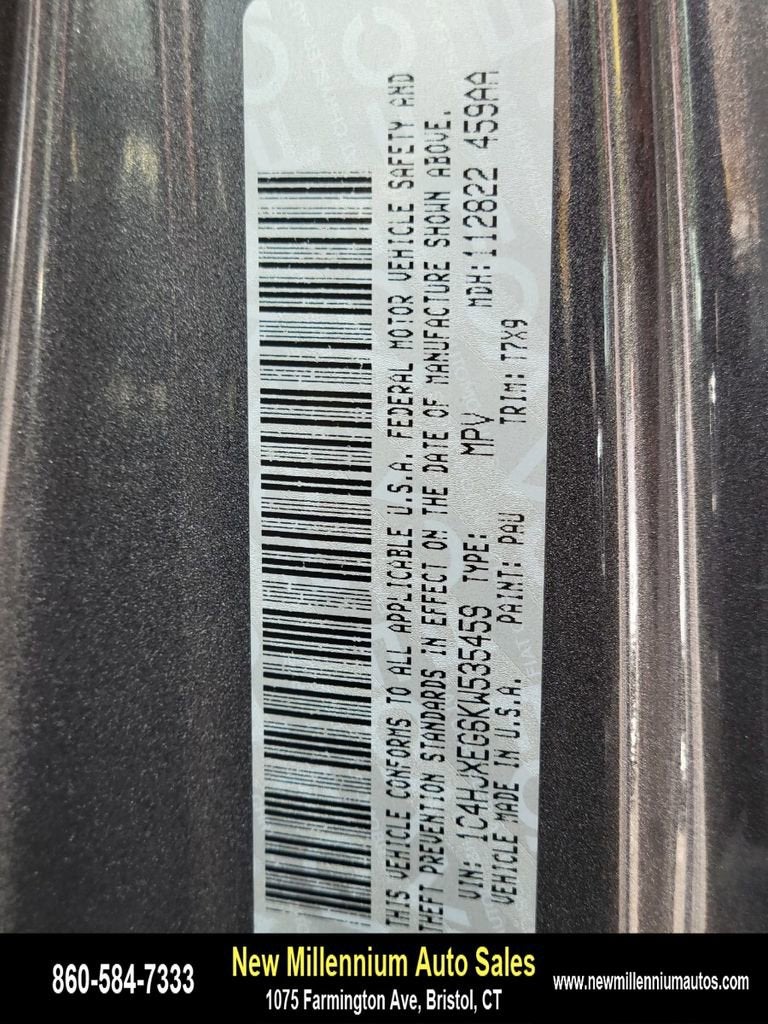 THIS VEHICLE CONFORMS TO ALL APPLICABLE U.S.A. FEDERAL MOTOR VEHICLE SAFETY AND
THEFT PREVENTION STANDARDS IN EFFECT ON THE DATE OF MANUFACTURE SHOWN ABOVE.
VIN: 1C4HJXEG6KW535459 TYPE: MPV MDH:112822 459AA
VEHICLE MADE IN U.S.A. PAINT: PAU TRIM: T7X9
860-584-7333
New Millennium Auto Sales
1075 Farmington Ave, Bristol, CT
www.newmillenniumautos.com